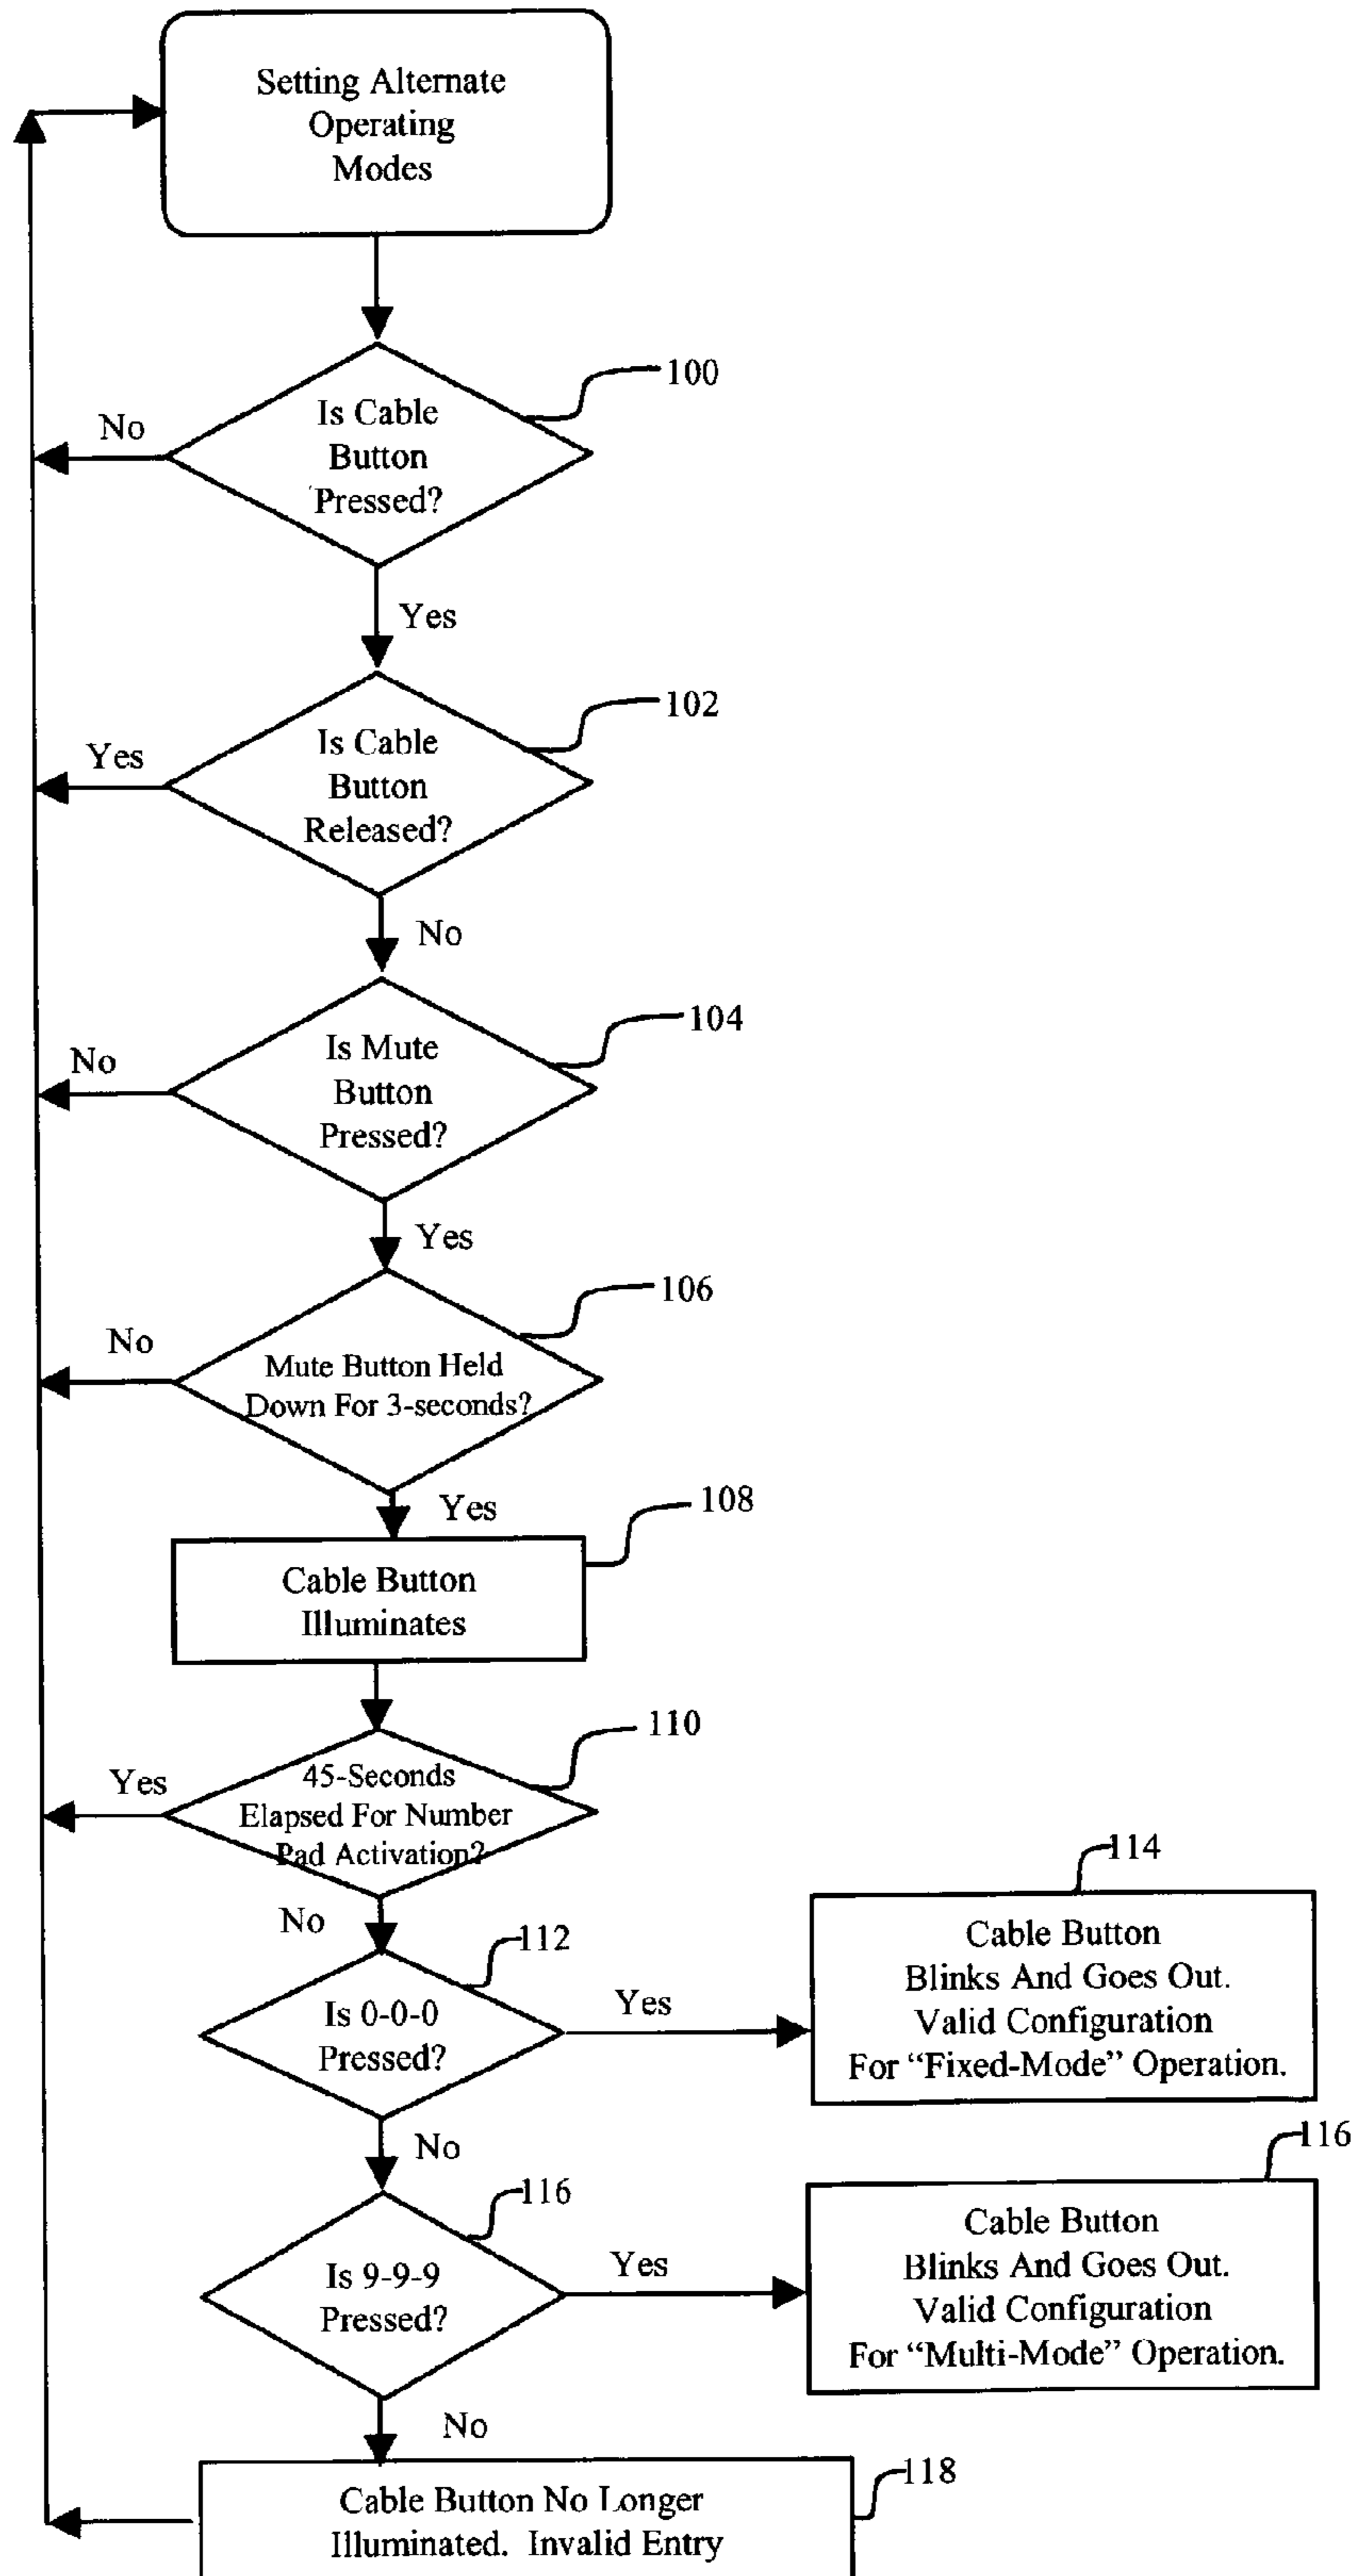 Setting Alternate
Operating
Modes
100
Is Cable
Button
Pressed?
No
Yes
102
Is Cable
Button
Released?
Yes
No
104
Is Mute
Button
Pressed?
No
Yes
106
Mute Button Held
Down For 3-seconds?
No
Yes
108
Cable Button
Illuminates
110
45-Seconds
Elapsed For Number
Pad Activation?
Yes
No
112
Is 0-0-0
Pressed?
Yes
114
Cable Button
Blinks And Goes Out.
Valid Configuration
For “Fixed-Mode” Operation.
No
116
Is 9-9-9
Pressed?
Yes
116
Cable Button
Blinks And Goes Out.
Valid Configuration
For “Multi-Mode” Operation.
No
118
Cable Button No Longer
Illuminated. Invalid Entry